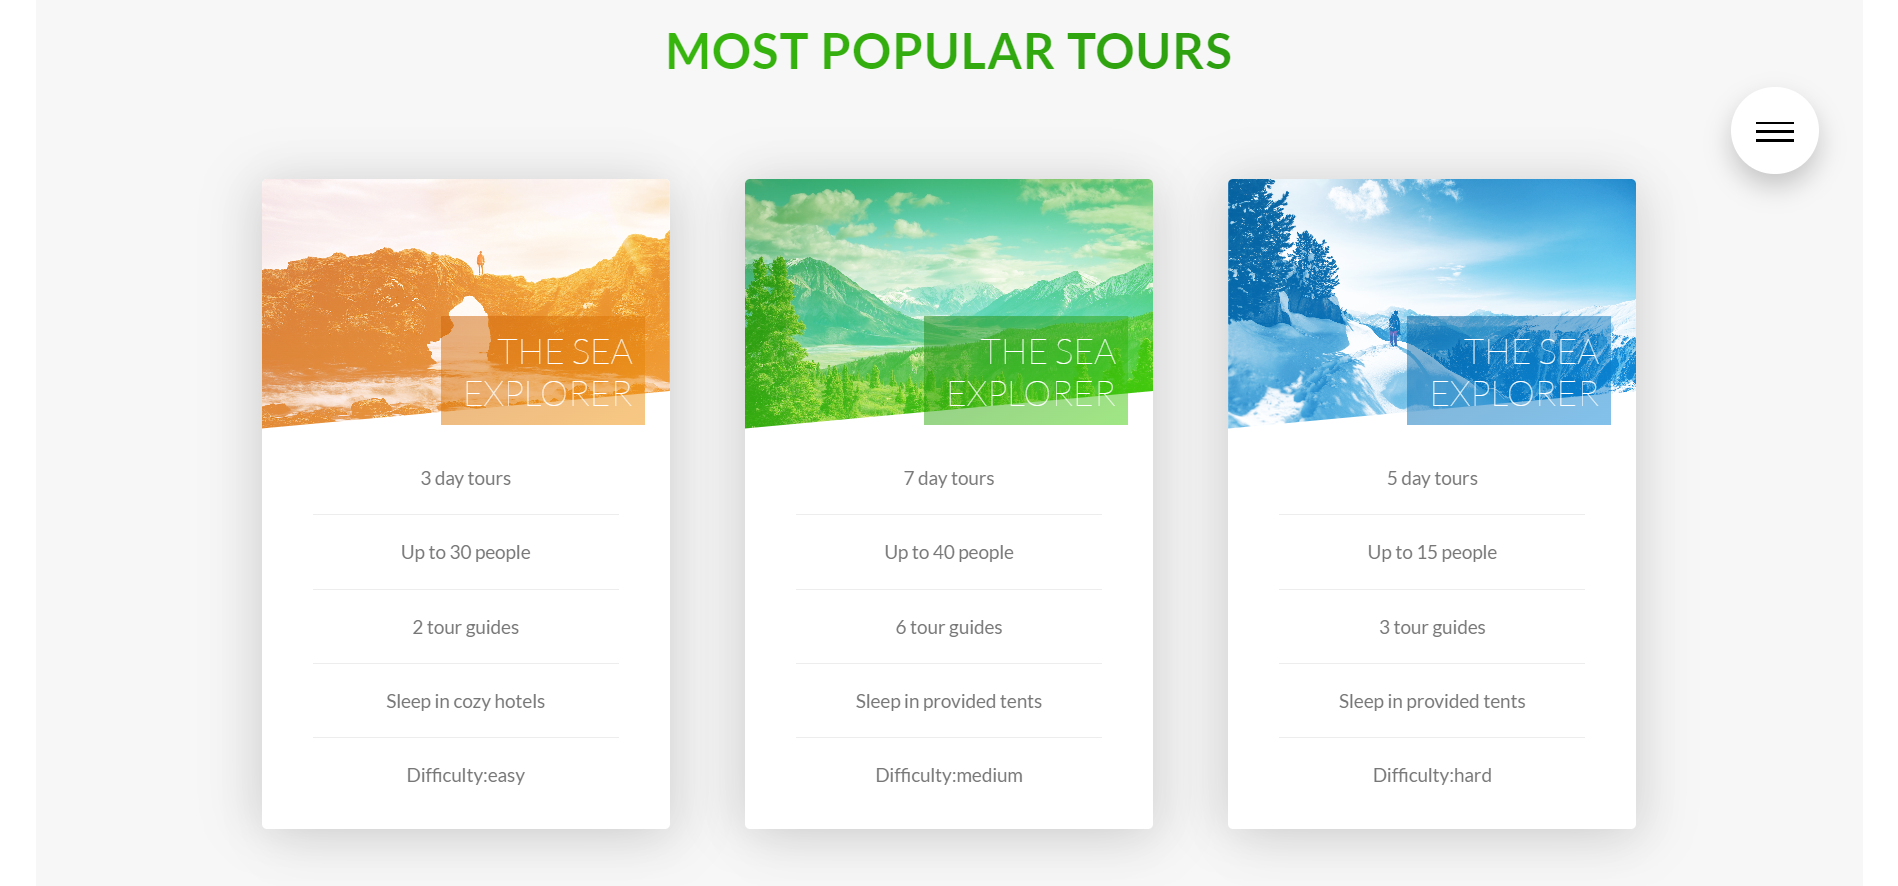 MOST POPULAR TOURS
THE SEA
EXPLORER
3 day tours
Up to 30 people
2 tour guides
Sleep in cozy hotels
Difficulty:easy
THE SEA
EXPLORER
7 day tours
Up to 40 people
6 tour guides
Sleep in provided tents
Difficulty:medium
THE SEA
EXPLORER
5 day tours
Up to 15 people
3 tour guides
Sleep in provided tents
Difficulty:hard